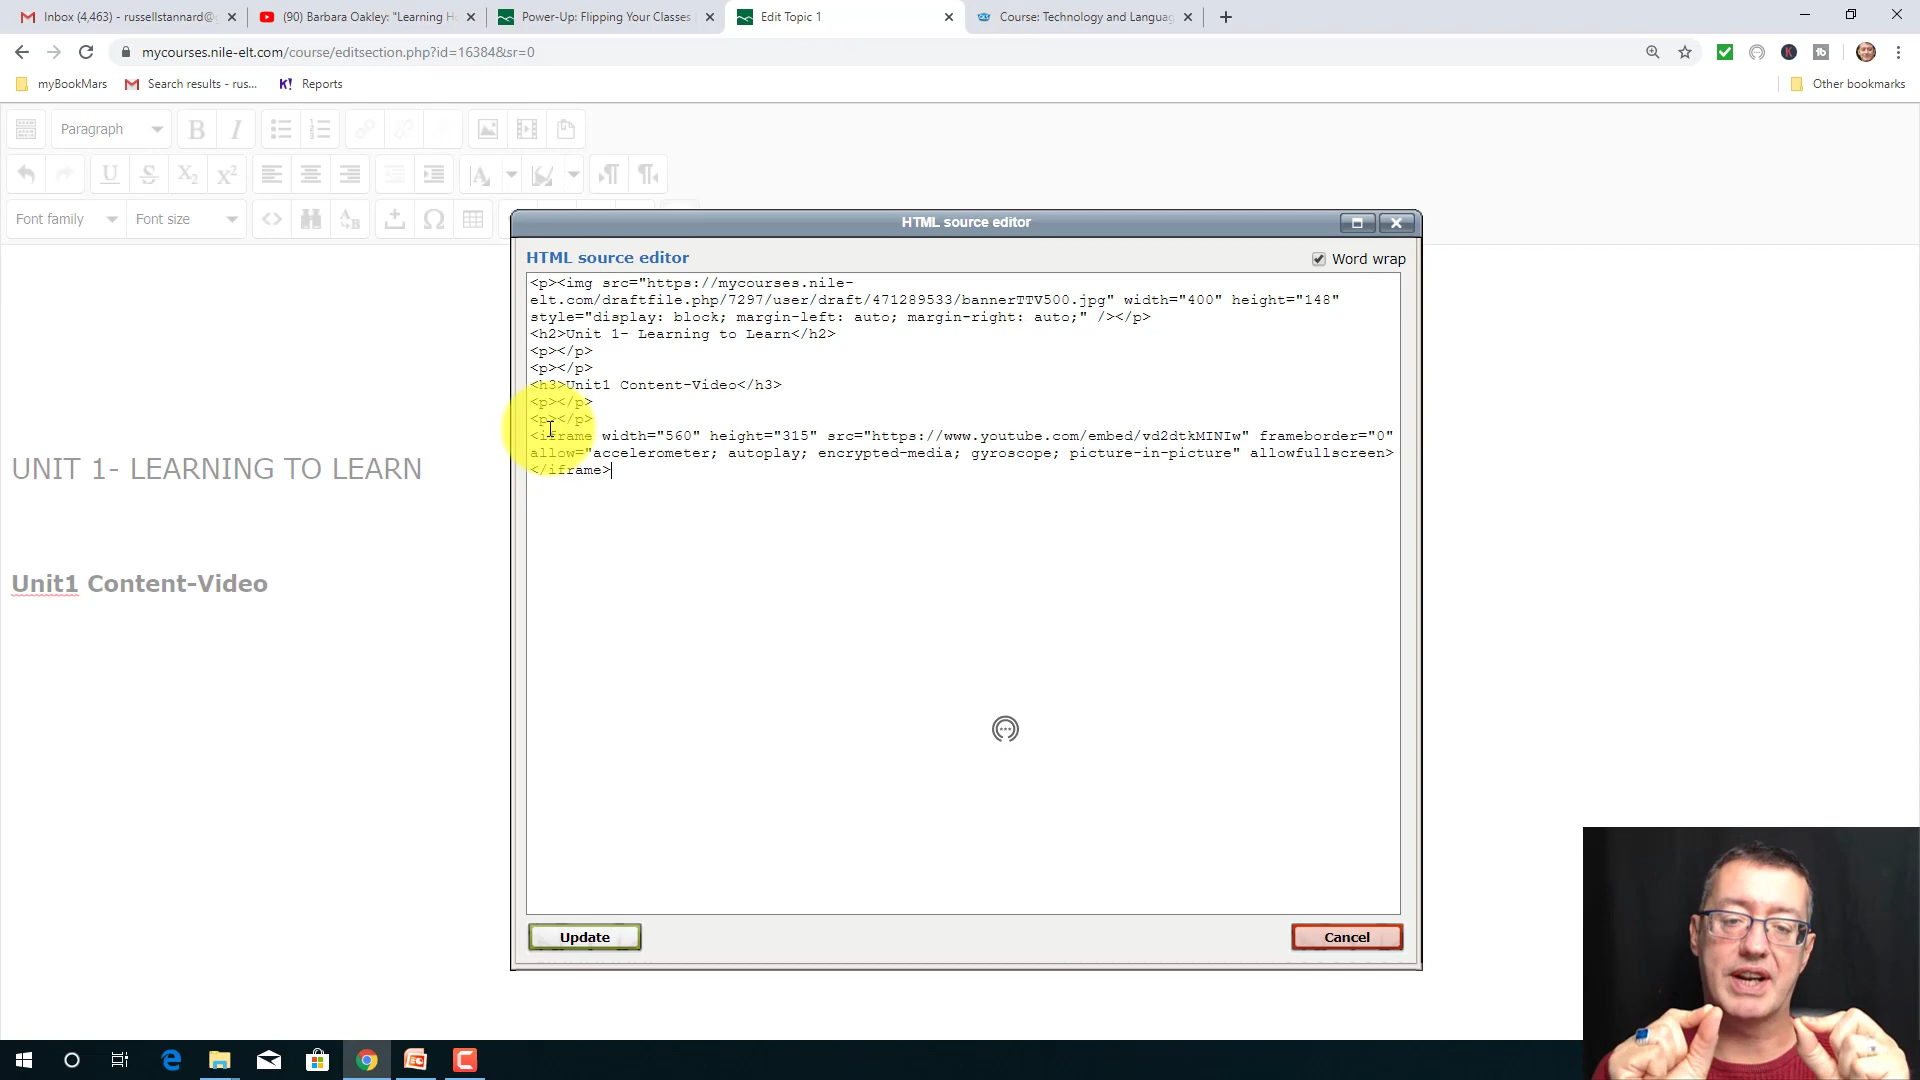 Inbox (4,463) - russellstannard@
(90) Barbara Oakley: "Learning H
Power-Up: Flipping Your Classes
Edit Topic 1
Course: Technology and Languag
mycourses.nile-elt.com/course/editsection.php?id=16384&sr=0
myBookMars
Search results - rus...
K! Reports
Other bookmarks
Paragraph
Font family
Font size
HTML source editor
HTML source editor
Word wrap
<p><img src="https://mycourses.nile-
elt.com/draftfile.php/7297/user/draft/471289533/bannerTTV500.jpg" width="400" height="148"
style="display: block; margin-left: auto; margin-right: auto;" /></p>
<h2>Unit 1- Learning to Learn</h2>
<p></p>
<p></p>
<h3>Unit1 Content-Video</h3>
<p></p>
<p></p>
<iframe width="560" height="315" src="https://www.youtube.com/embed/vd2dtkMINIw" frameborder="0"
allow="accelerometer; autoplay; encrypted-media; gyroscope; picture-in-picture" allowfullscreen>
</iframe>
UNIT 1- LEARNING TO LEARN
Unit1 Content-Video
Update
Cancel